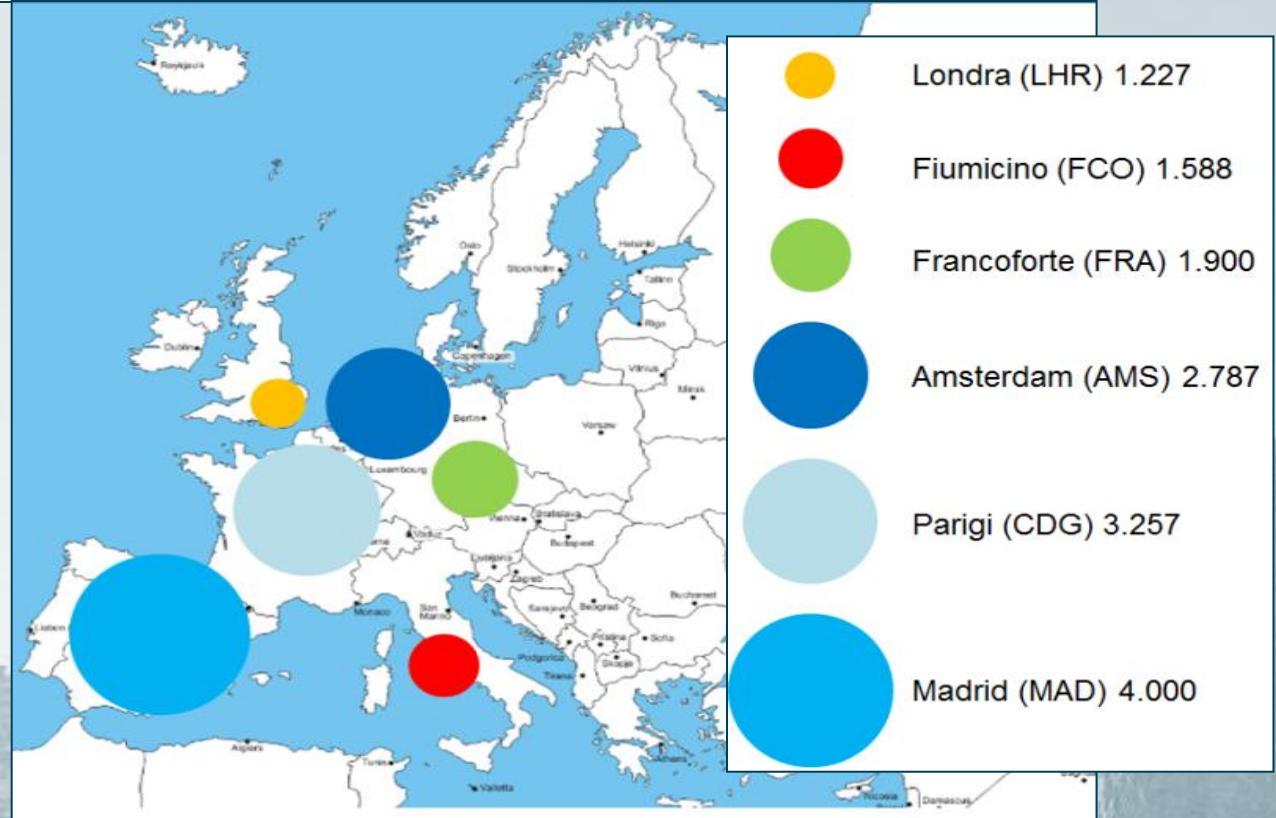 Reykjavik
Oslo
Helsinki
Stockholm
Tallinn
Riga
Copenhagen
Dublin
Vilnius
Minsk
Berlin
Warsaw
Luxembourg
Vienna
Bratislava
Vaduz
Budapest
Ljubljana
Zagreb
Bucharest
Monaco
San
Marino
Sarajevo
Beograd
Lisbon
Pristina
Sofia
Podgorica
Skopje
Tirana
Algiers
Tunis
Athens
Valletta
Nicosia
Damascus
Londra (LHR) 1.227
Fiumicino (FCO) 1.588
Francoforte (FRA) 1.900
Amsterdam (AMS) 2.787
Parigi (CDG) 3.257
Madrid (MAD) 4.000